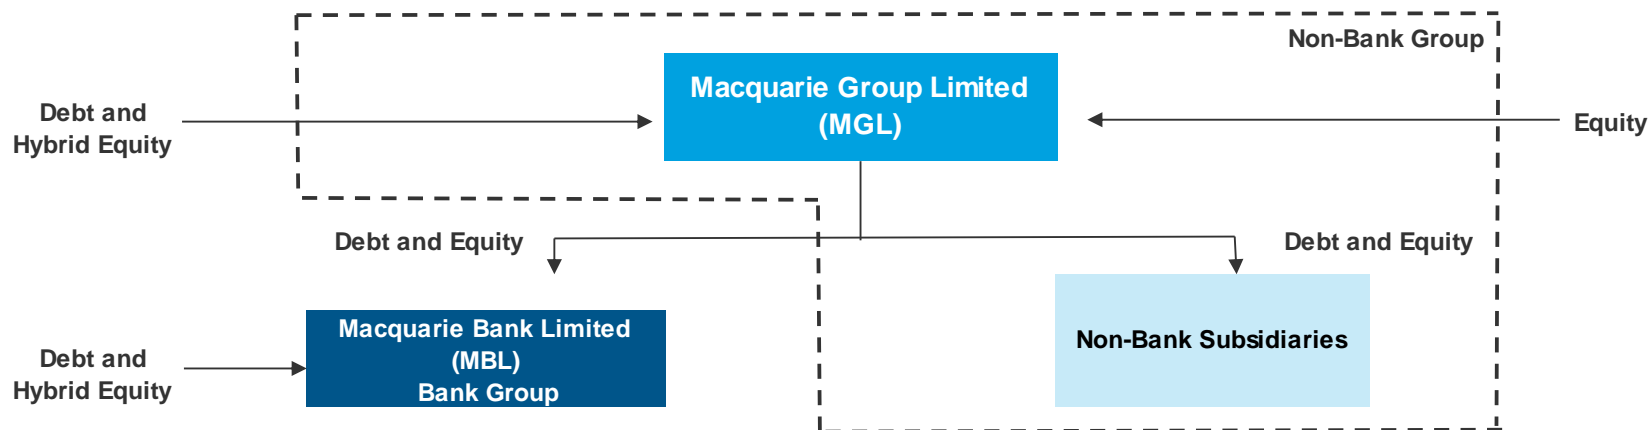 Non-Bank Group
Macquarie Group Limited
(MGL)
Debt and
Hybrid Equity
Equity
Debt and Equity
Debt and Equity
Macquarie Bank Limited
(MBL)
Bank Group
Non-Bank Subsidiaries
Debt and
Hybrid Equity